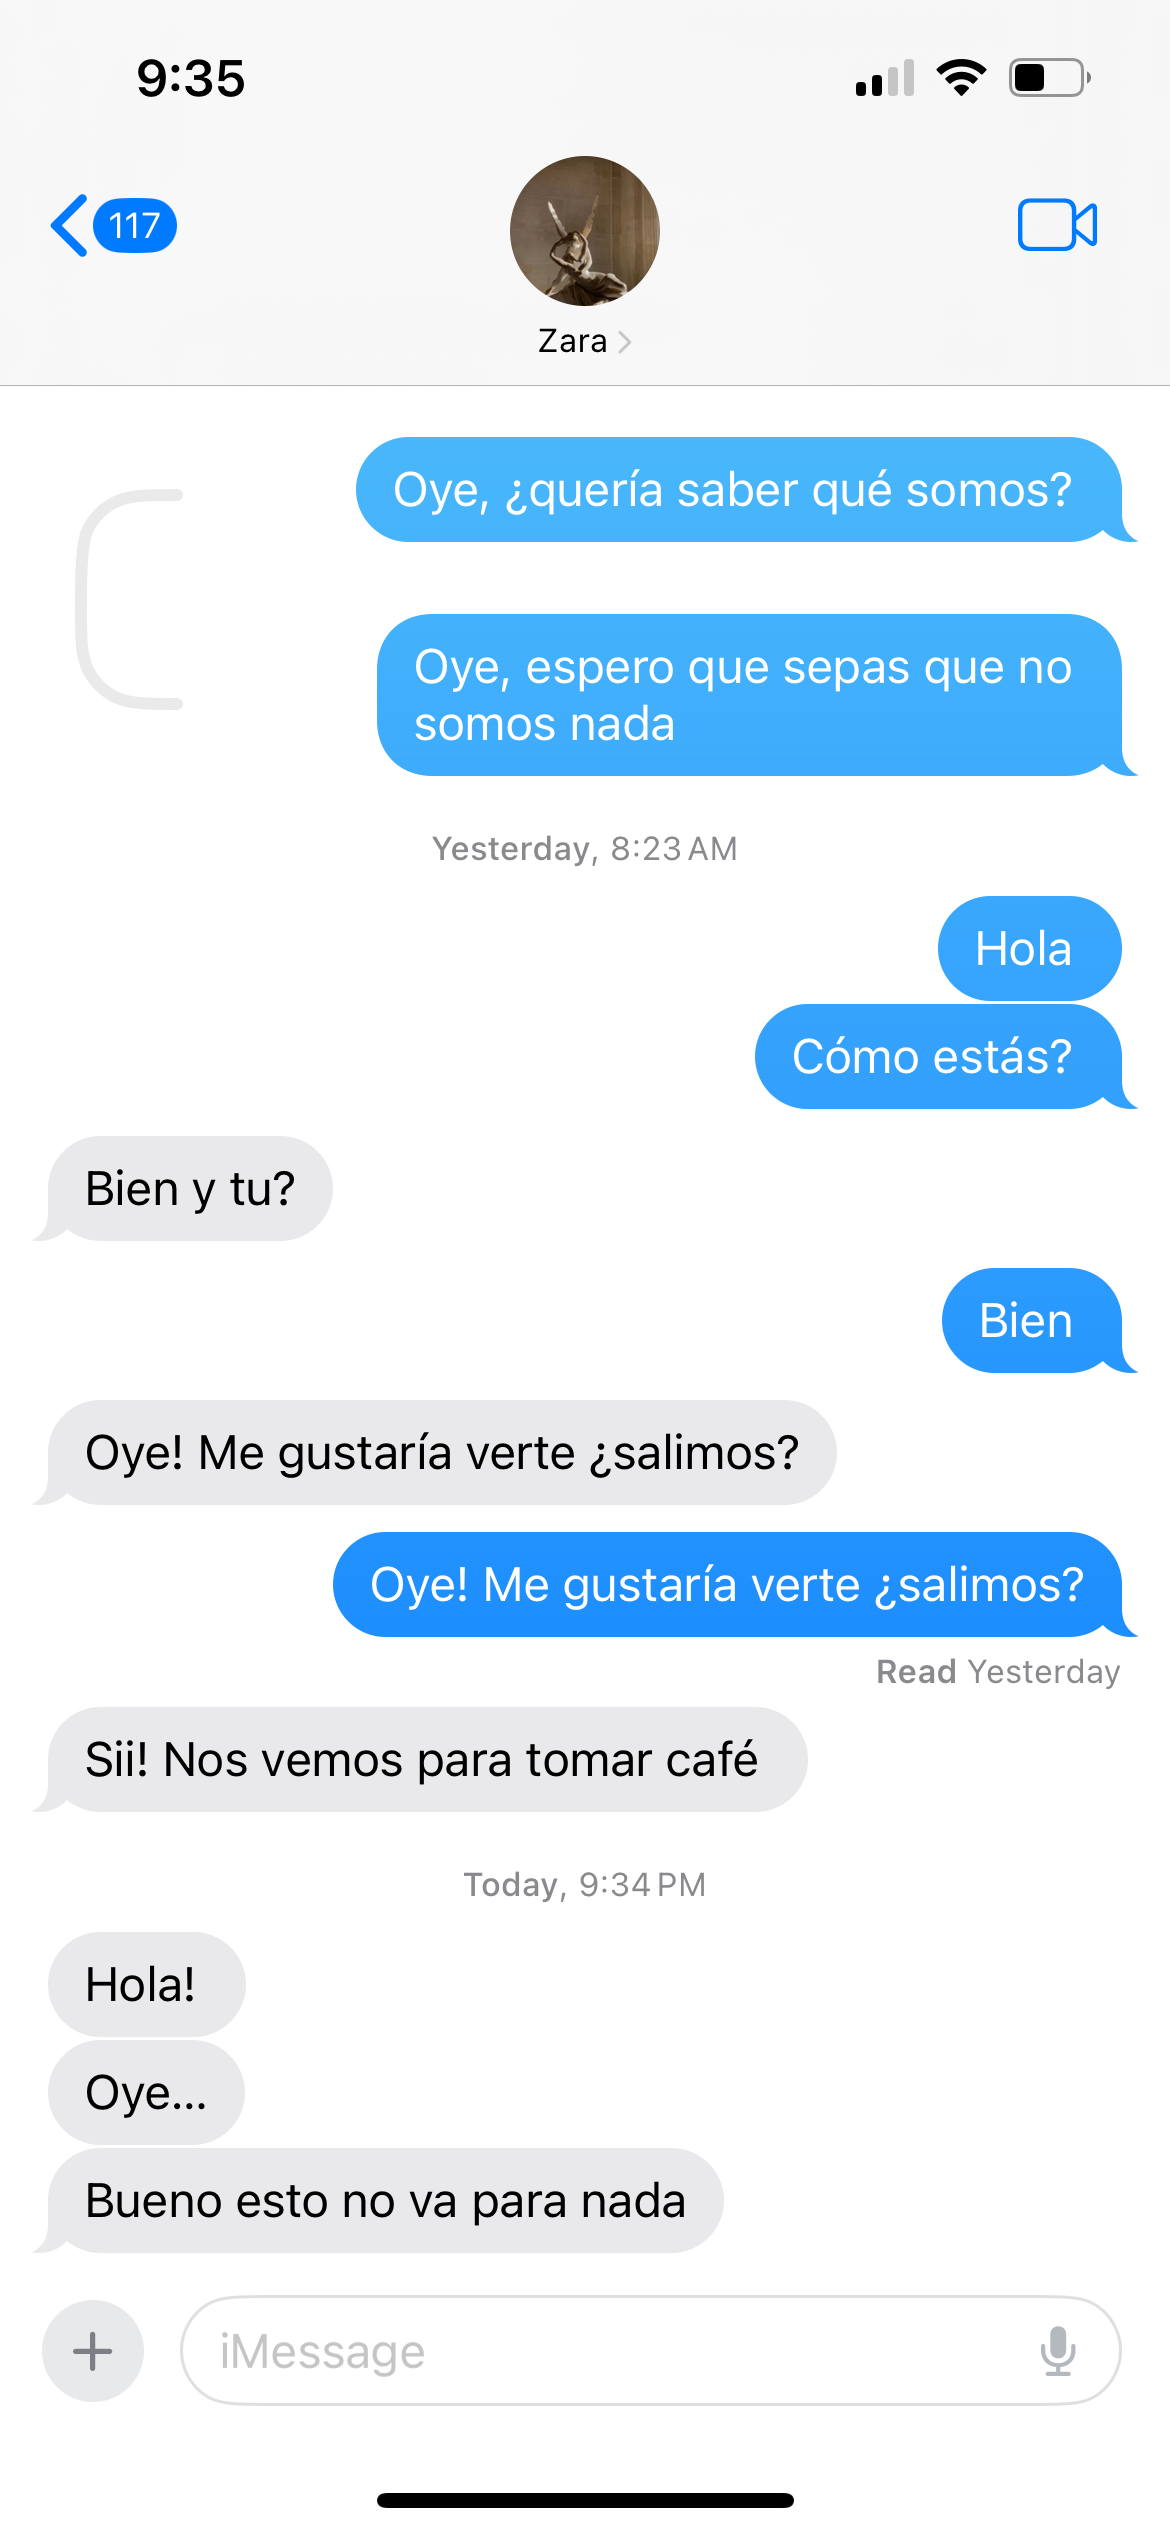 9:35
117
Zara
Oye, ¿quería saber qué somos?
Oye, espero que sepas que no
somos nada
Yesterday, 8:23 AM
Hola
Cómo estás?
Bien y tu?
Bien
Oye! Me gustaría verte ¿salimos?
Oye! Me gustaría verte ¿salimos?
Read Yesterday
Sii! Nos vemos para tomar café
Today, 9:34 PM
Hola!
Oye...
Bueno esto no va para nada
iMessage